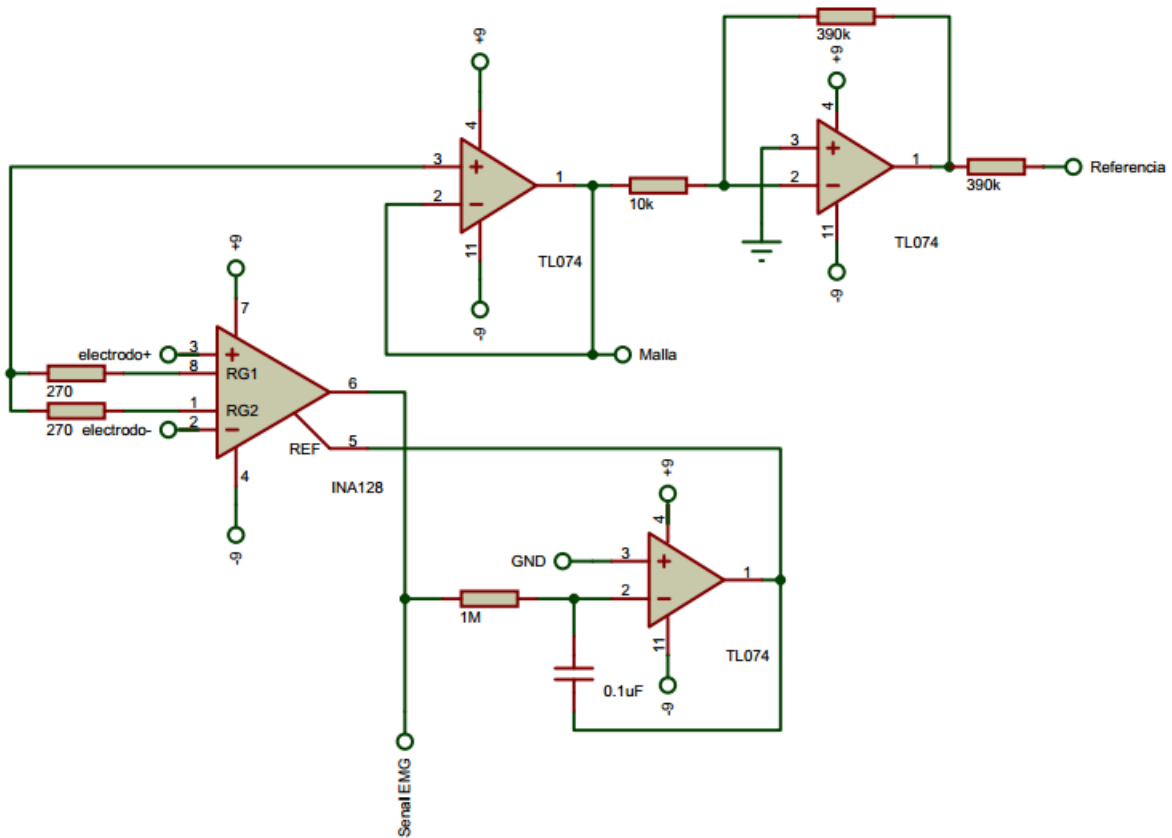 390k
+9
+9
4
4
3
3
1
1
Referencia
2
2
10k
390k
11
11
TL074
TL074
+9
-9
-9
7
electrodo+
3
Malla
8
RG1
6
270
1
RG2
270
electrodo-
2
REF
5
+9
4
INA128
4
-9
GND
3
1
2
1M
11
TL074
0.1uF
-9
Senal EMG